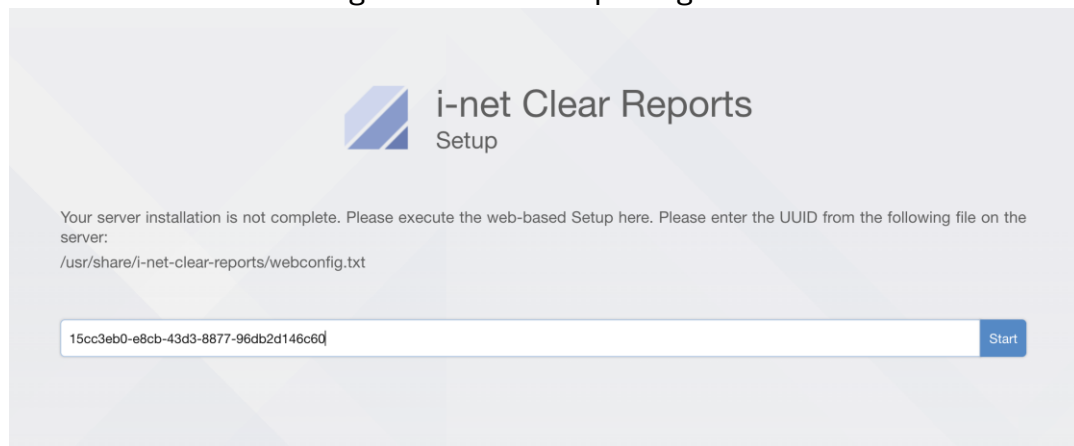 i-net Clear Reports
Setup
Your server installation is not complete. Please execute the web-based Setup here. Please enter the UUID from the following file on the
server:
/usr/share/i-net-clear-reports/webconfig.txt
15cc3eb0-e8cb-43d3-8877-96db2d146c60
Start